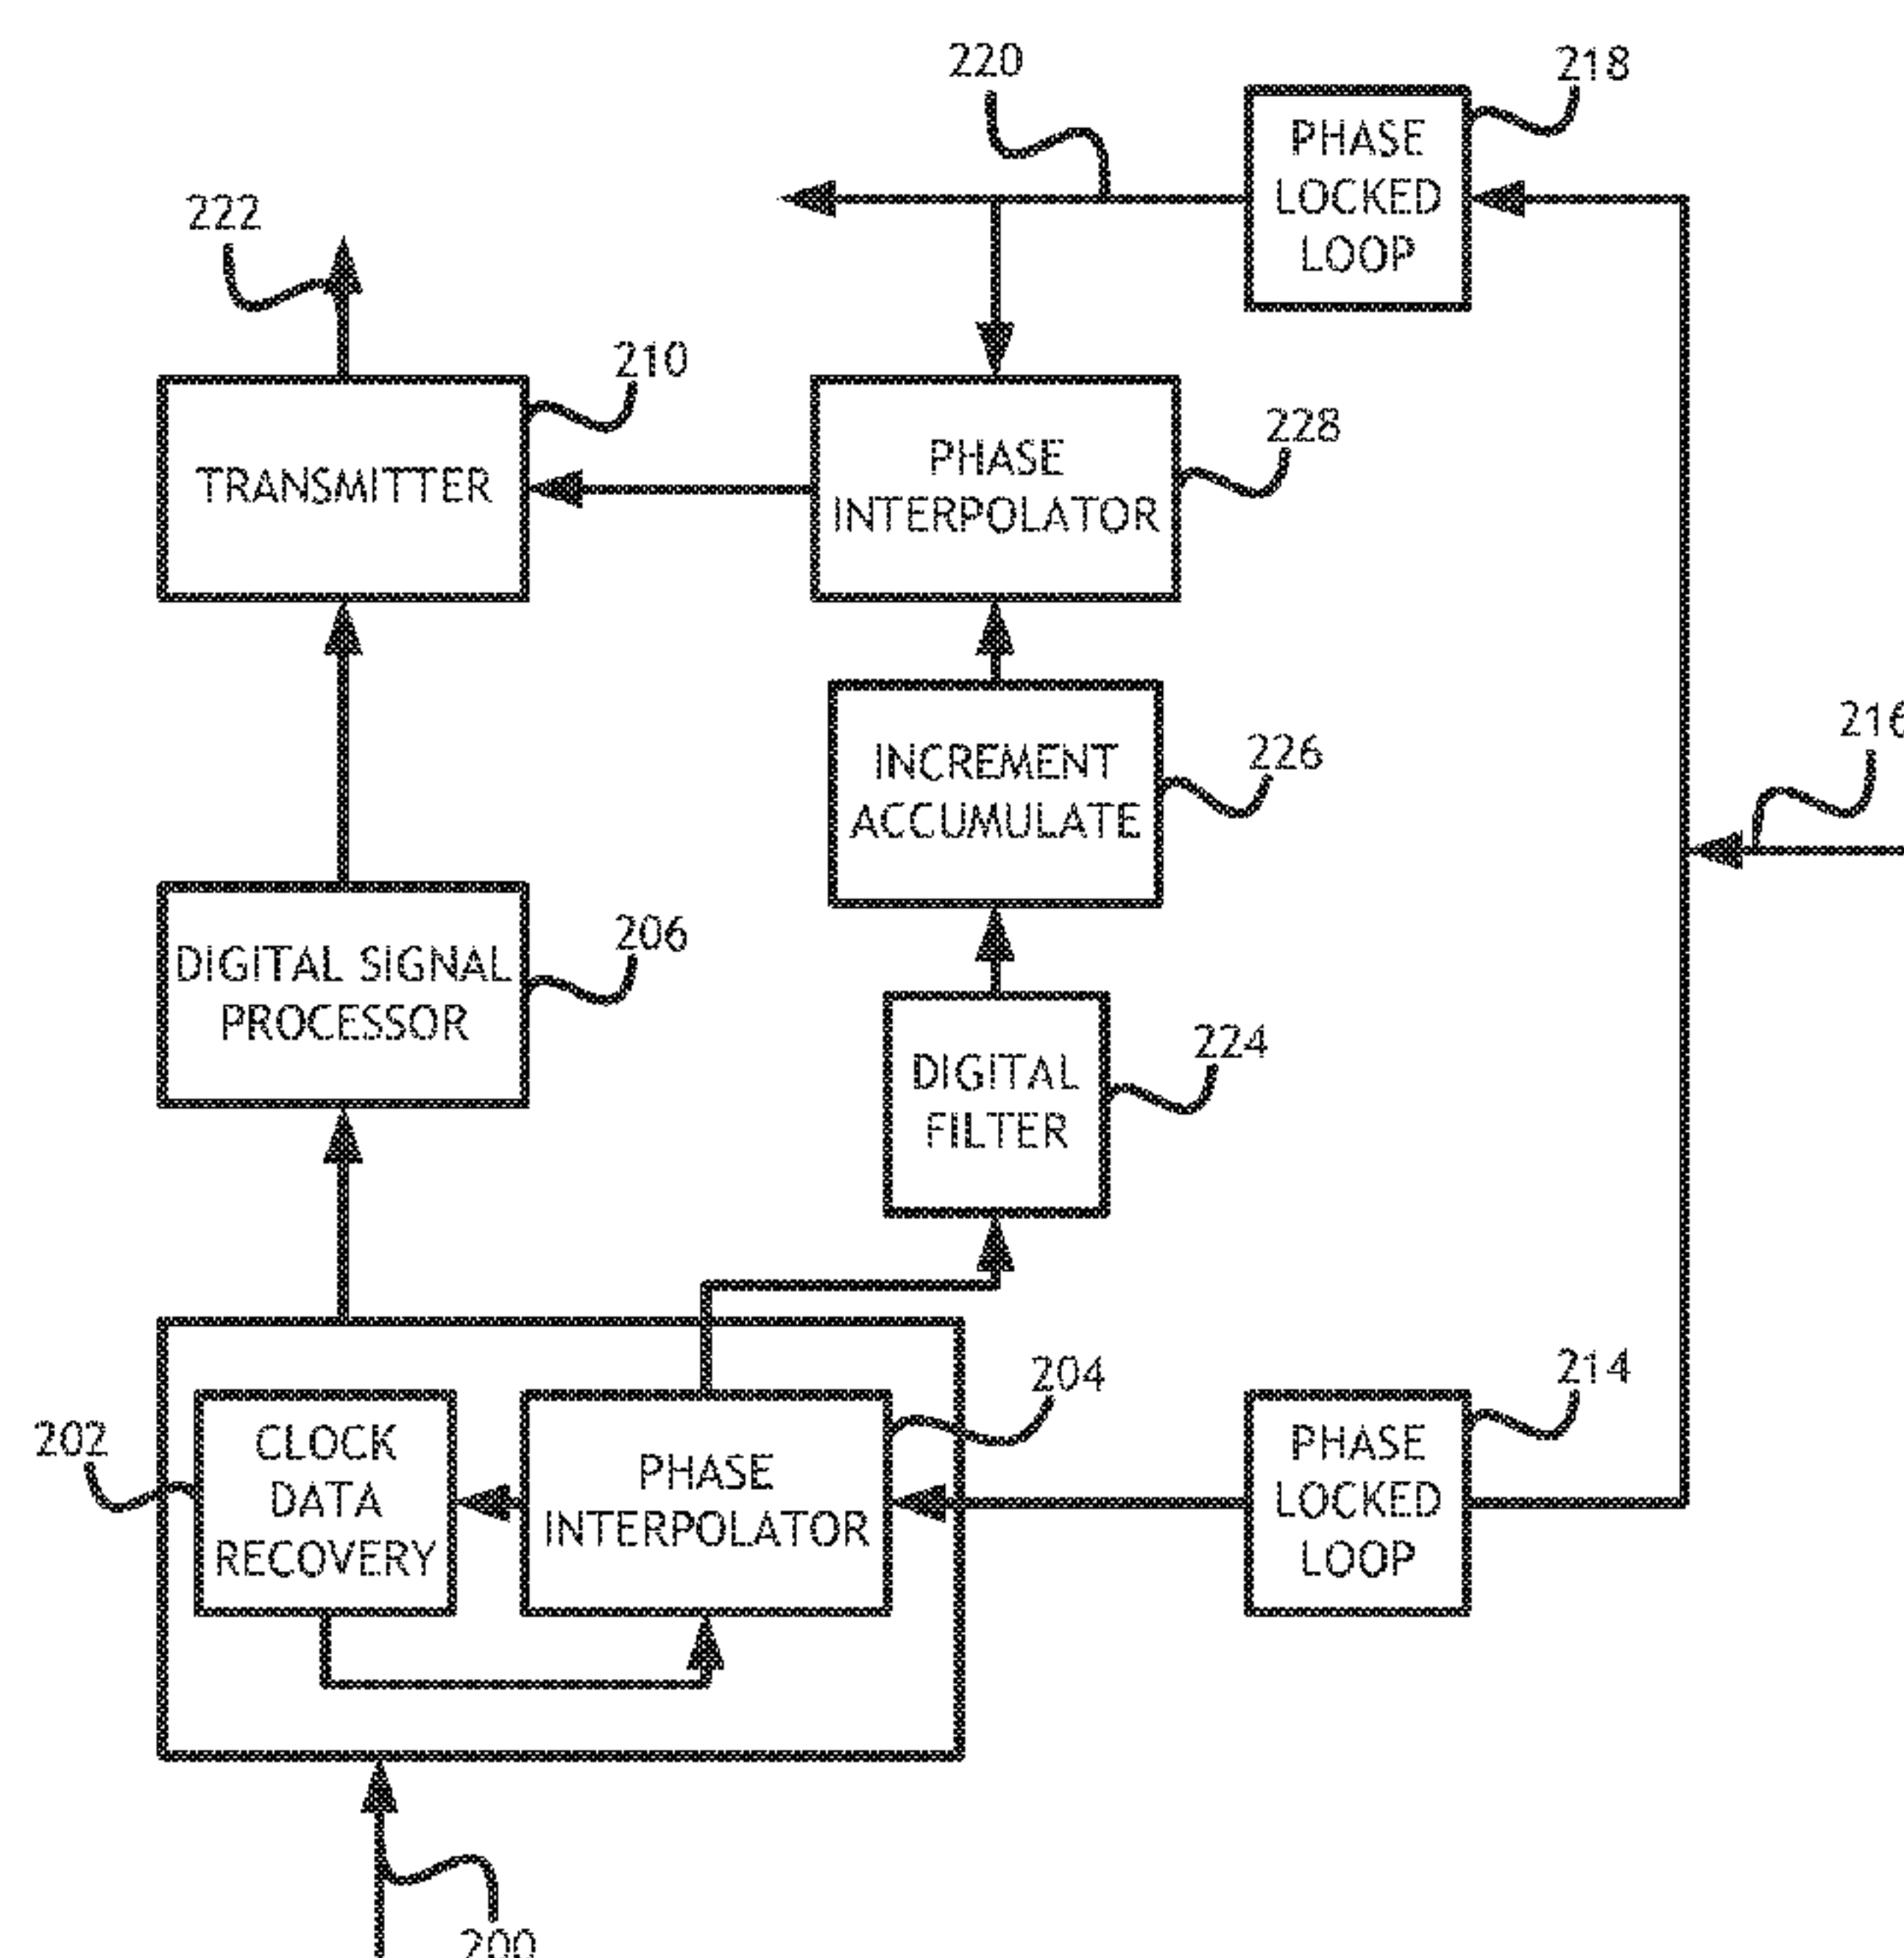 220
218
PHASE
LOCKED
LOOP
222
210
TRANSMITTER
228
PHASE
INTERPOLATOR
216
226
INCREMENT
ACCUMULATE
206
DIGITAL SIGNAL
PROCESSOR
224
DIGITAL
FILTER
204
214
202
CLOCK
DATA
RECOVERY
PHASE
INTERPOLATOR
PHASE
LOCKED
LOOP
200